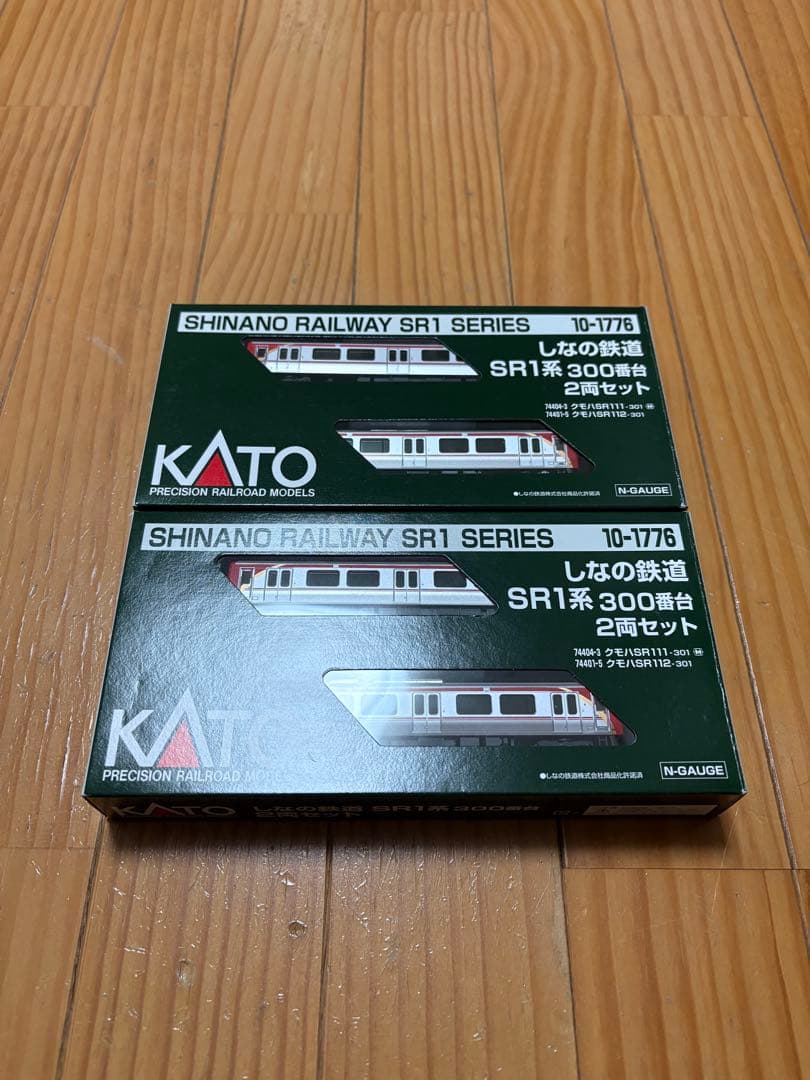 SHINANO RAILWAY SR1 SERIES 10-1776
しなの鉄道
SR1系 300番台
2両セット
74404-3 クモハSR111-301 M
74401-5 クモハSR112-301
KATO
PRECISION RAILROAD MODELS
●しなの鉄道株式会社商品化許諾済
N-GAUGE
SHINANO RAILWAY SR1 SERIES 10-1776
しなの鉄道
SR1系 300番台
2両セット
74404-3 クモハSR111-301 M
74401-5 クモハSR112-301
KATO
PRECISION RAILROAD MODELS
●しなの鉄道株式会社商品化許諾済
N-GAUGE
KATO しなの鉄道 SR1系 300番台
2両セット